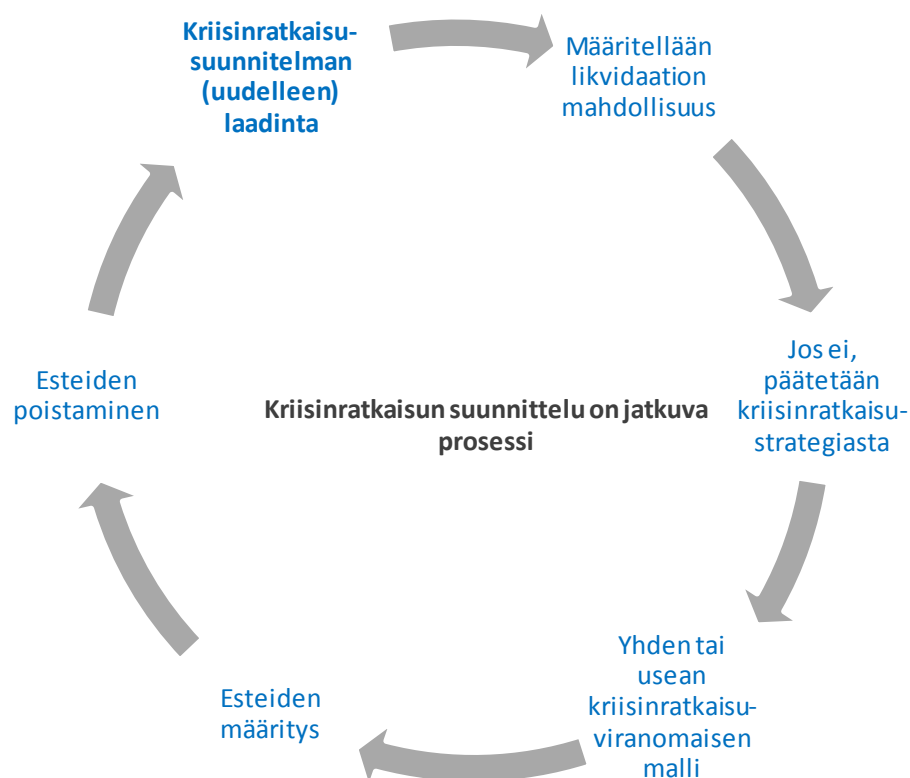 Kriisinratkaisu-
suunnitelman
(uudelleen)
laadinta
Määritellään
likvidaation
mahdollisuus
Jos ei,
päätetään
kriisinratkaisu-
strategiasta
Yhden tai
usean
kriisinratkaisu-
viranomaisen
malli
Esteiden
määritys
Esteiden
poistaminen
Kriisinratkaisun suunnittelu on jatkuva
prosessi